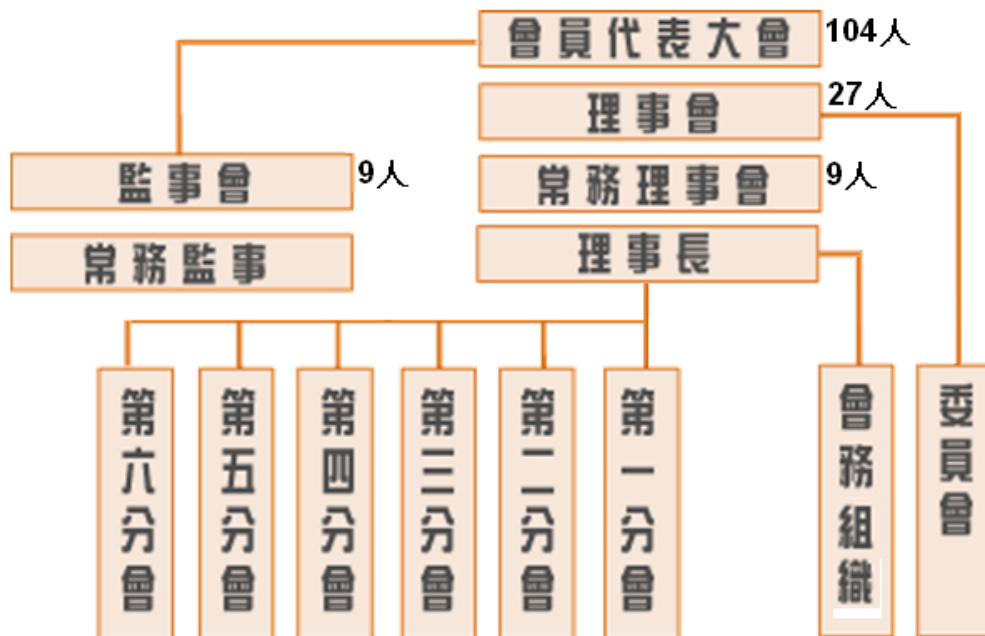 會員代表大會 104人
理事會 27人
監事會 9人
常務理事會 9人
常務監事
理事長
第六分會
第五分會
第四分會
第三分會
第二分會
第一分會
會務組織
委員會